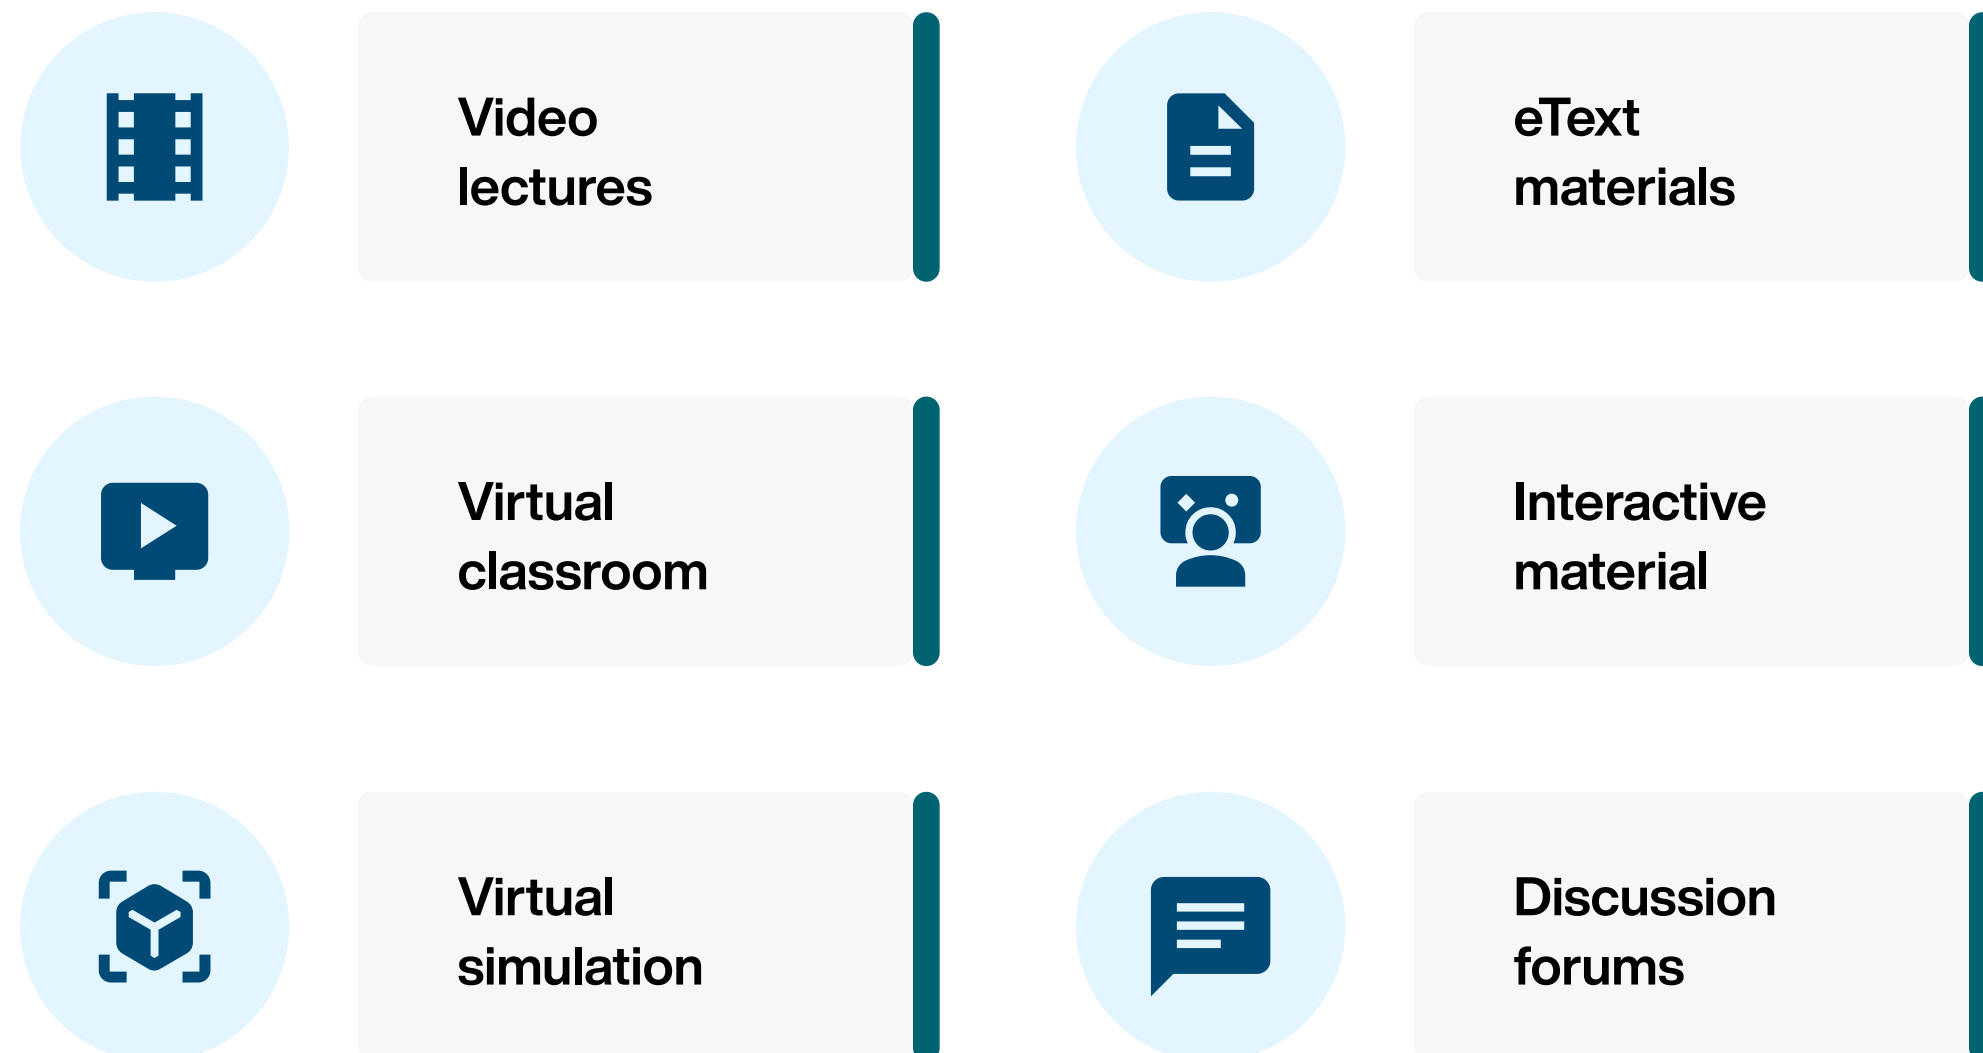 Video
lectures
eText
materials
Virtual
classroom
Interactive
material
Virtual
simulation
Discussion
forums